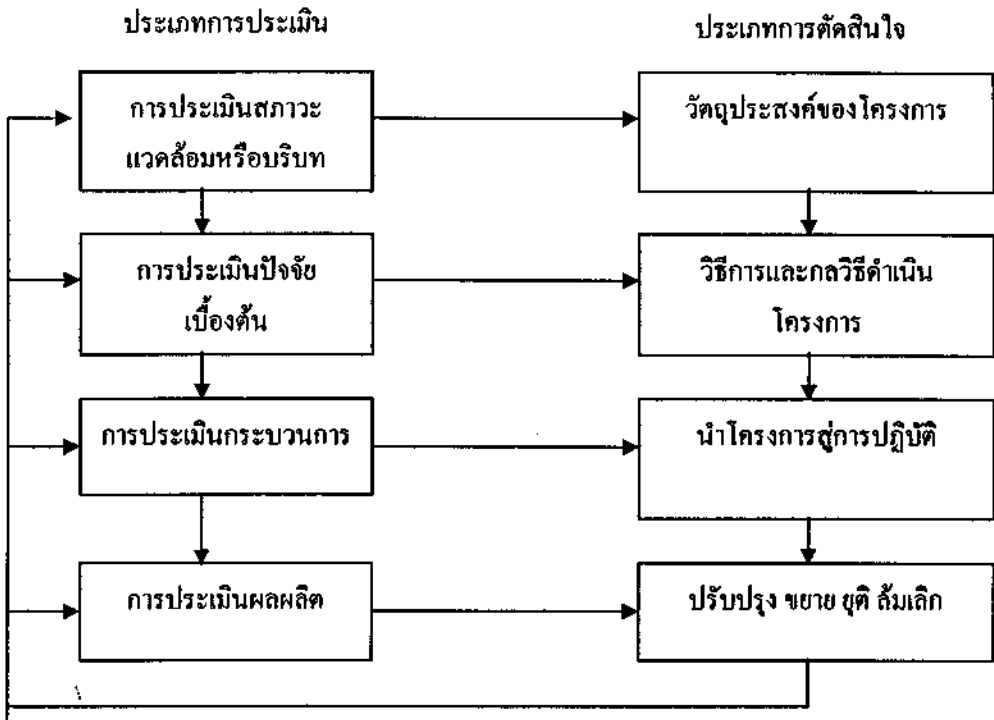 ประเภทการประเมิน
ประเภทการตัดสินใจ
การประเมินสภาวะ
แวดล้อมหรือบริบท
วัตถุประสงค์ของโครงการ
การประเมินปัจจัย
เบื้องต้น
วิธีการและกลวิธีดำเนิน
โครงการ
การประเมินกระบวนการ
นำโครงการสู่การปฏิบัติ
การประเมินผลผลิต
ปรับปรุง ขยาย ยุติ ล้มเลิก